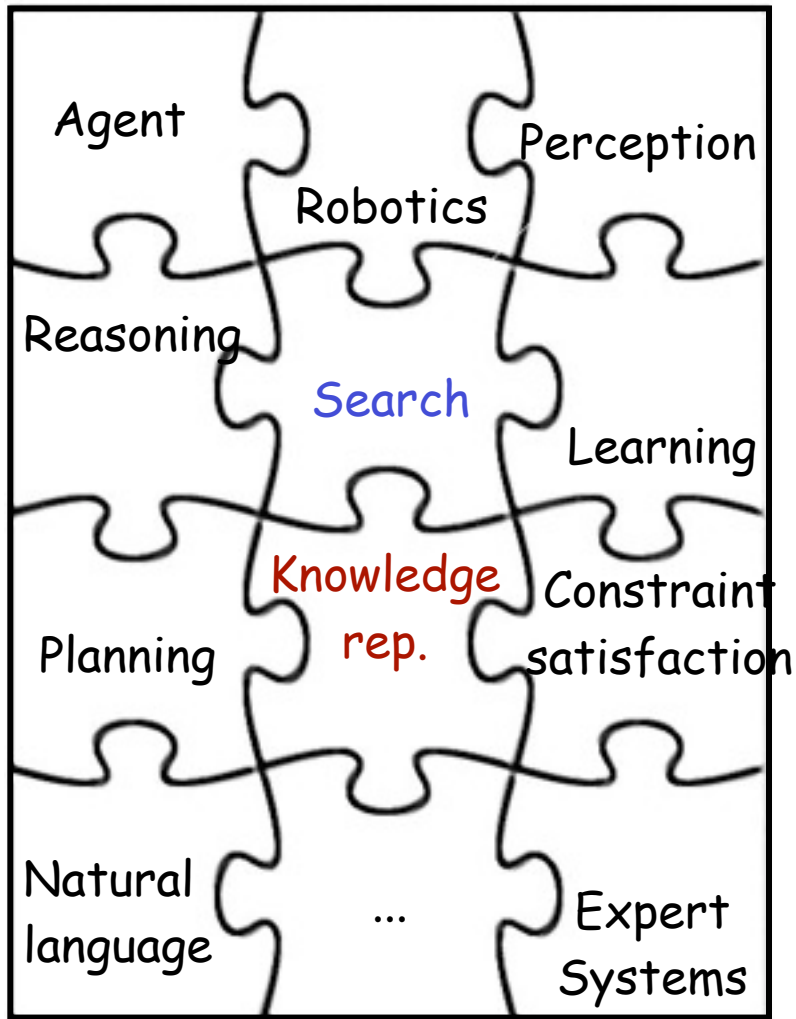 Agent
Robotics
Perception
Reasoning
Search
Learning
Planning
Knowledge
rep.
Constraint
satisfaction
Natural
language
...
Expert
Systems